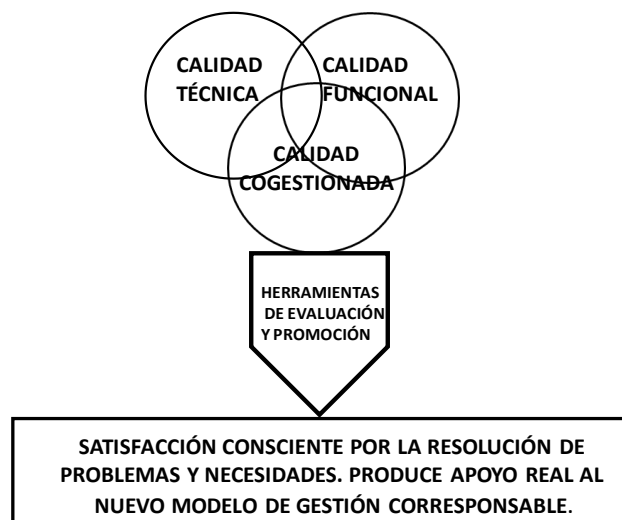 CALIDAD
TÉCNICA
CALIDAD
FUNCIONAL
CALIDAD
COGESTIONADA
HERRAMIENTAS
DE EVALUACIÓN
Y PROMOCIÓN
SATISFACCIÓN CONSCIENTE POR LA RESOLUCIÓN DE
PROBLEMAS Y NECESIDADES. PRODUCE APOYO REAL AL
NUEVO MODELO DE GESTIÓN CORRESPONSABLE.